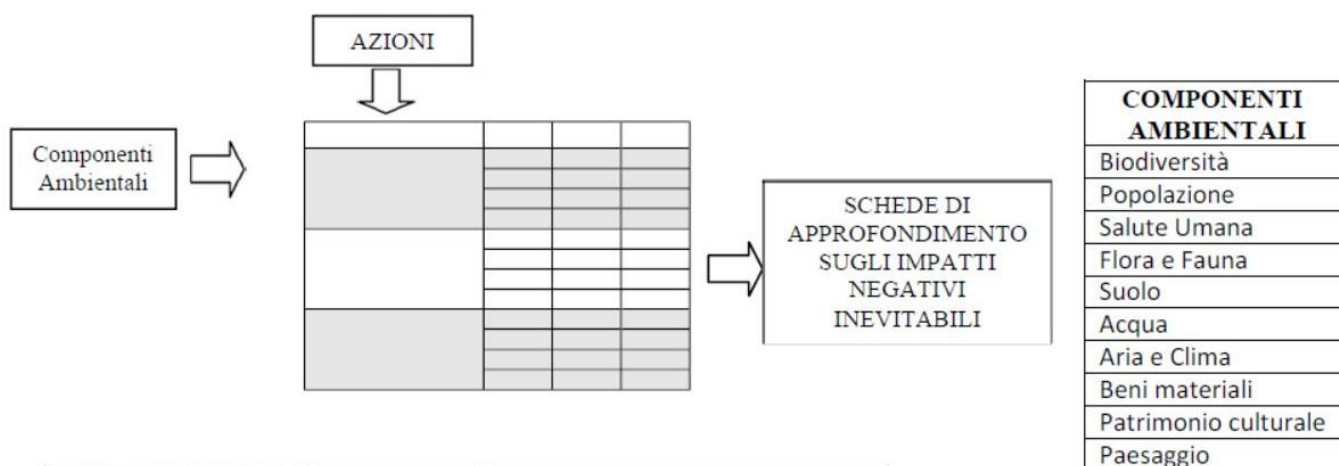 AZIONI
Componenti
Ambientali
SCHEDE DI
APPROFONDIMENTO
SUGLI IMPATTI
NEGATIVI
INEVITABILI
COMPONENTI
AMBIENTALI
Biodiversità
Popolazione
Salute Umana
Flora e Fauna
Suolo
Acqua
Aria e Clima
Beni materiali
Patrimonio culturale
Paesaggio